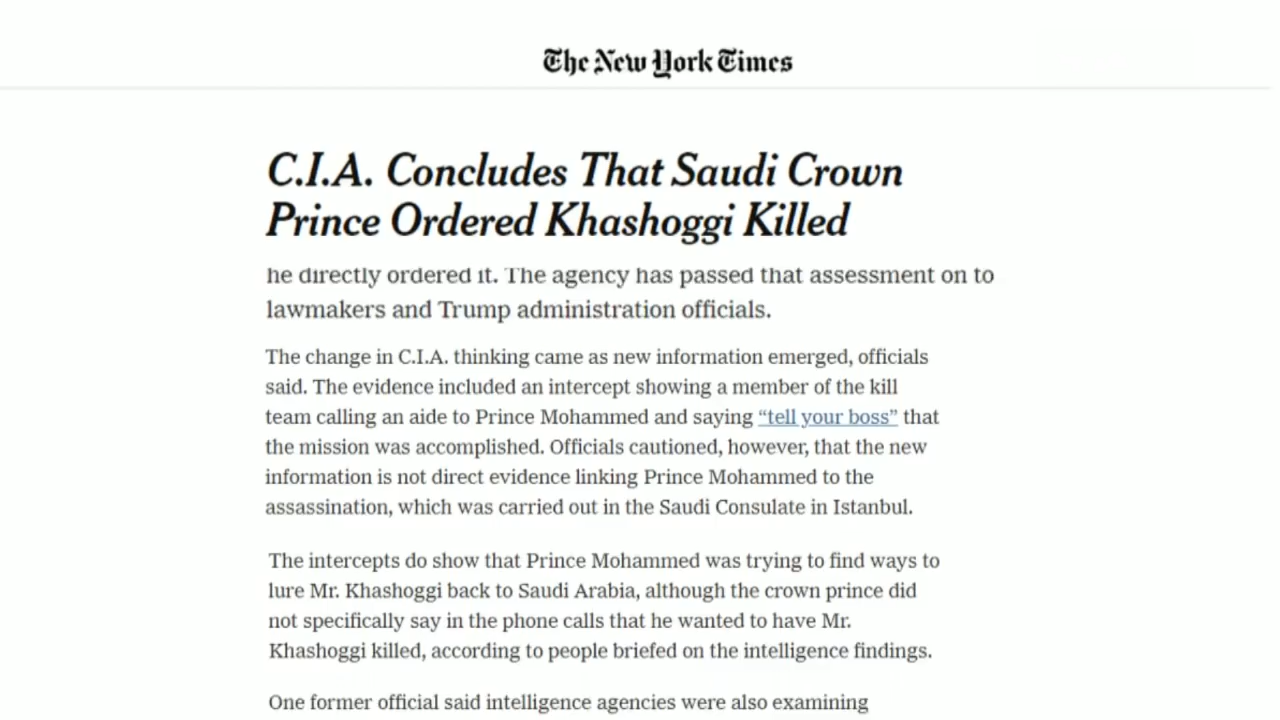 The New York Times
C.I.A. Concludes That Saudi Crown
Prince Ordered Khashoggi Killed
he directly ordered it. The agency has passed that assessment on to
lawmakers and Trump administration officials.
The change in C.I.A. thinking came as new information emerged, officials
said. The evidence included an intercept showing a member of the kill
team calling an aide to Prince Mohammed and saying “tell your boss” that
the mission was accomplished. Officials cautioned, however, that the new
information is not direct evidence linking Prince Mohammed to the
assassination, which was carried out in the Saudi Consulate in Istanbul.
The intercepts do show that Prince Mohammed was trying to find ways to
lure Mr. Khashoggi back to Saudi Arabia, although the crown prince did
not specifically say in the phone calls that he wanted to have Mr.
Khashoggi killed, according to people briefed on the intelligence findings.
One former official said intelligence agencies were also examining